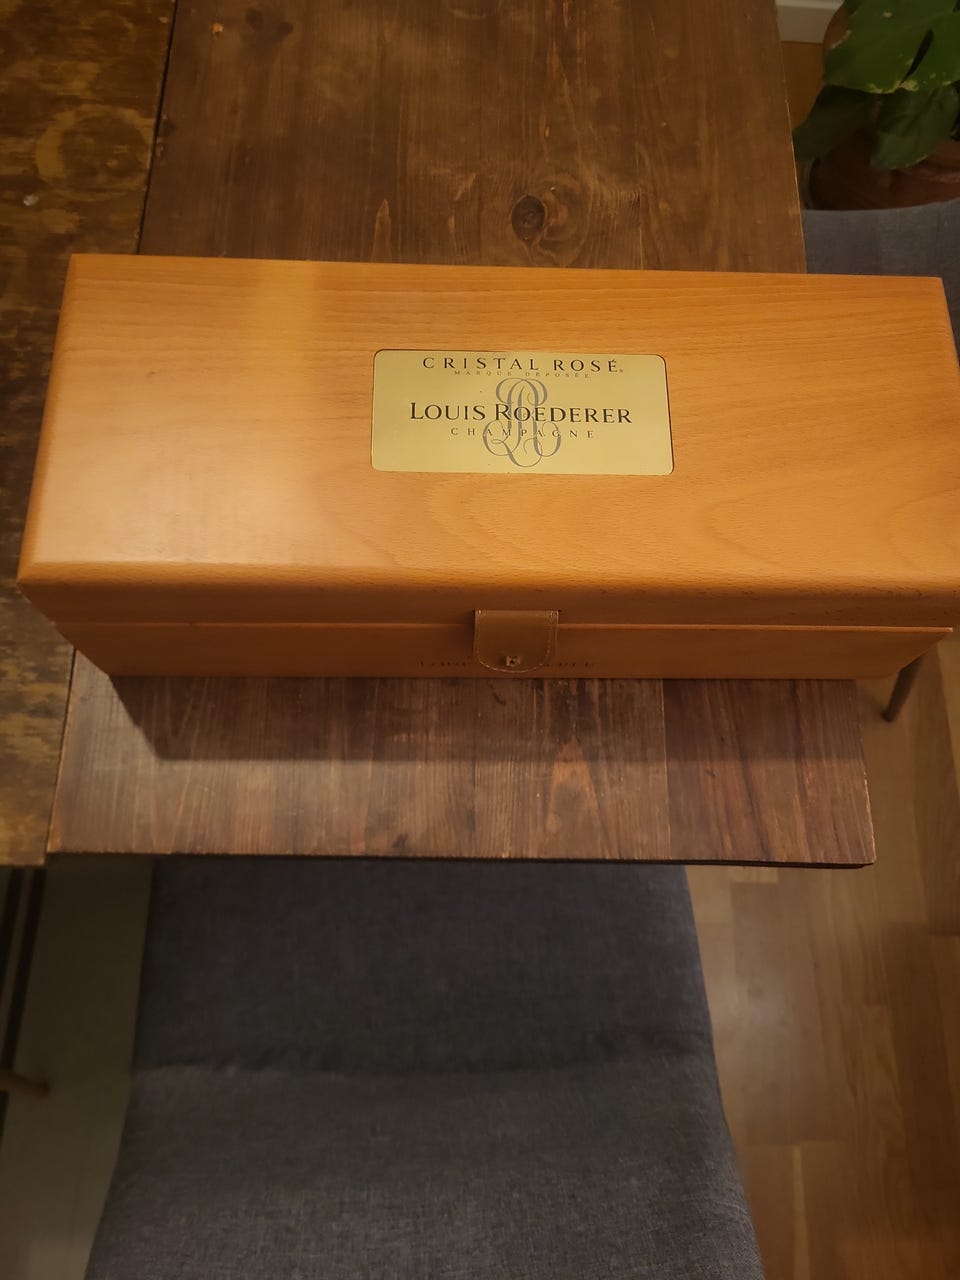 CRISTAL ROSÉ
MARQUE DÉPOSÉE
LOUIS ROEDERER
CHAMPAGNE